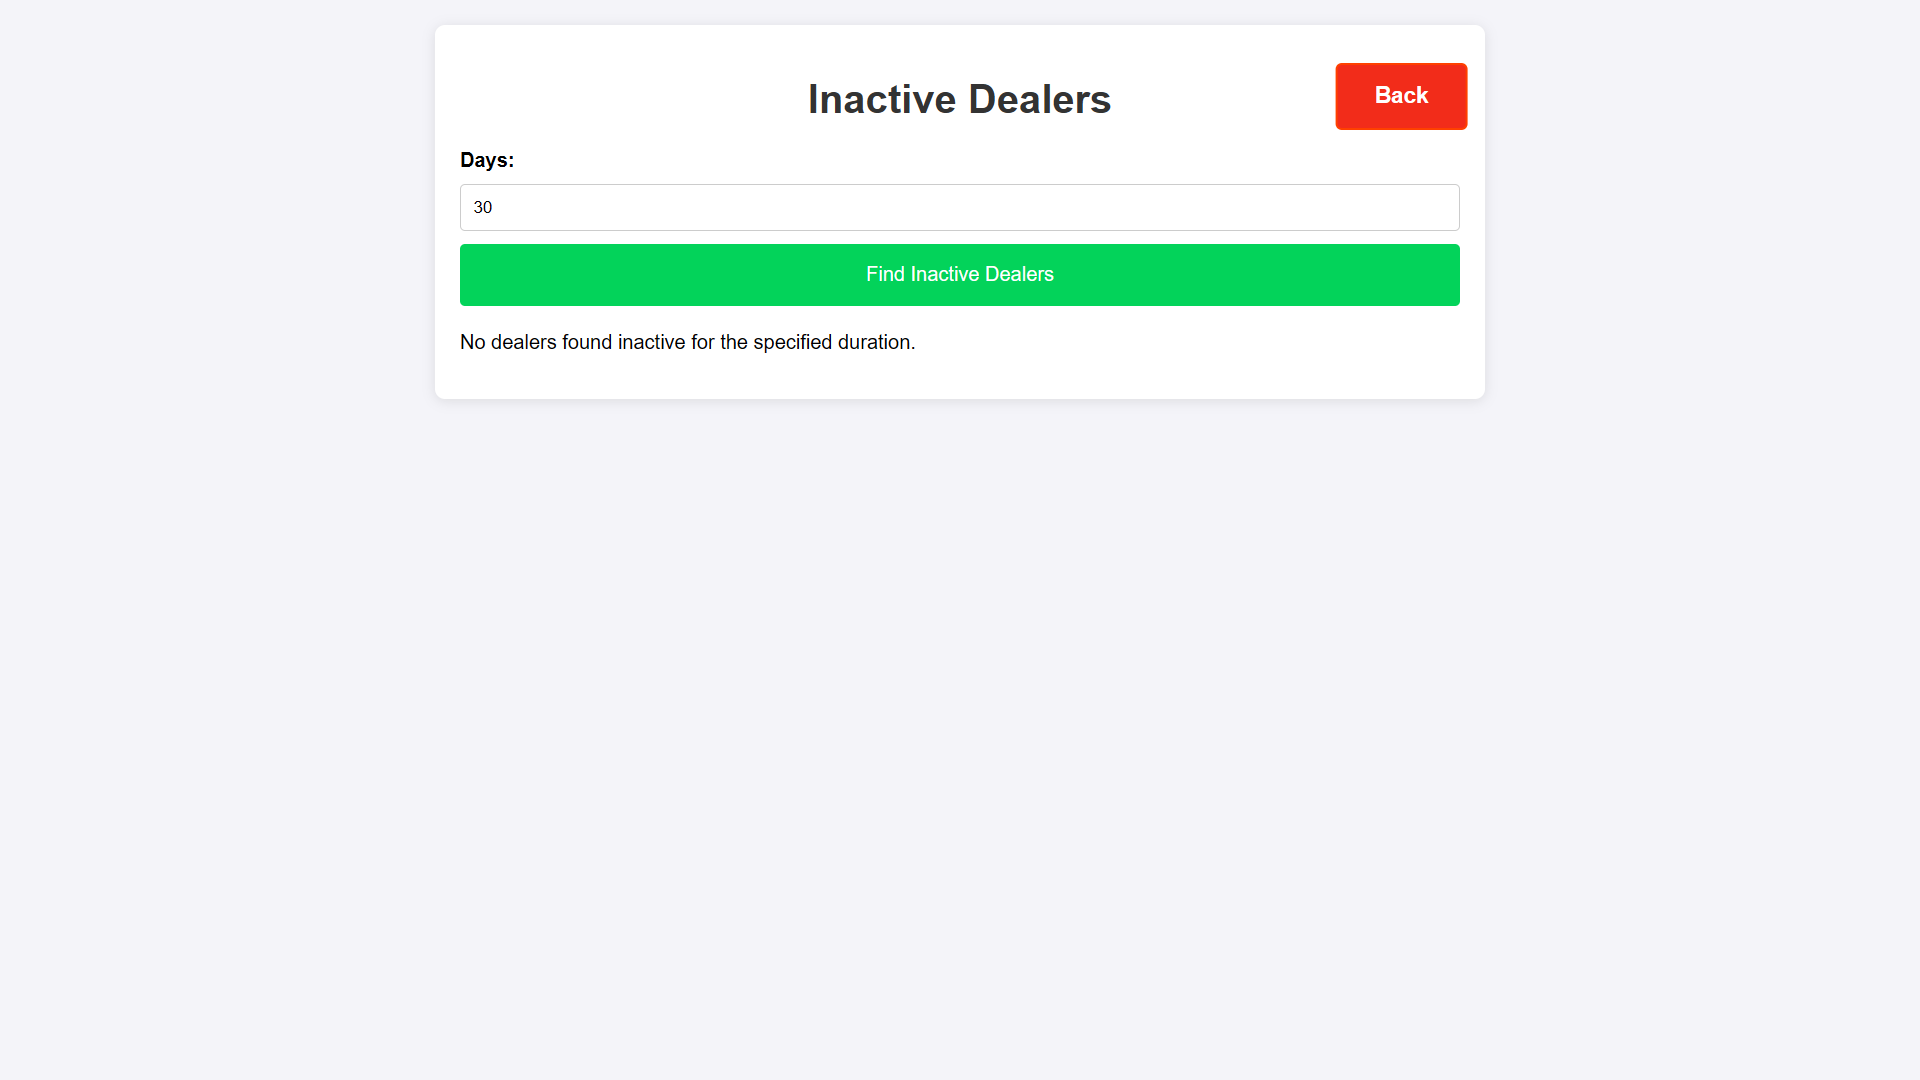 Inactive Dealers
Back
Days:
30
Find Inactive Dealers
No dealers found inactive for the specified duration.